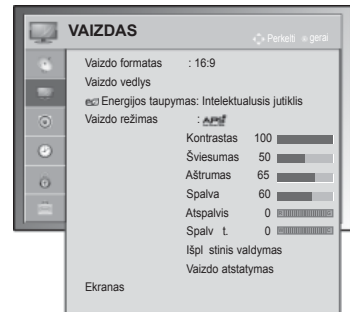 VAIZDAS
Perkelti gerai
Vaizdo formatas : 16:9
Vaizdo vedlys
Energijos taupymas: Intelektualusis jutiklis
Vaizdo režimas : APS
Kontrastas 100
Šviesumas 50
Aštrumas 65
Spalva 60
Atspalvis 0
Spalv t. 0
Išpl stinis valdymas
Vaizdo atstatymas
Ekranas